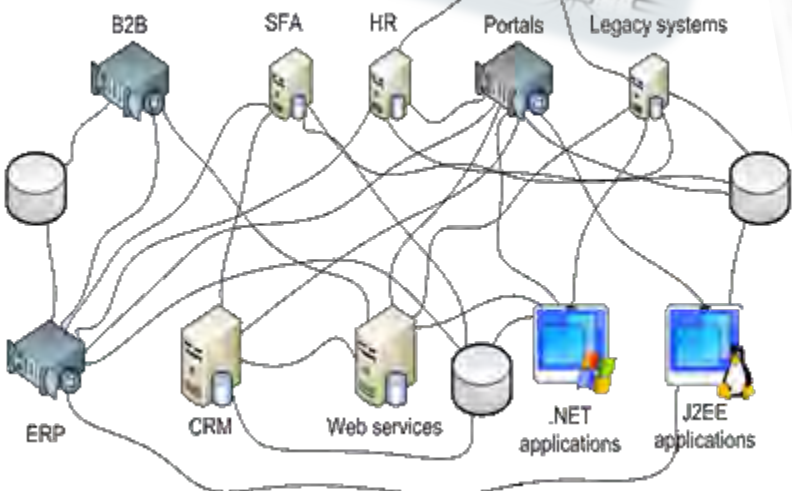 B2B
SFA
HR
Portals
Legacy systems
ERP
CRM
Web services
.NET
applications
J2EE
applications